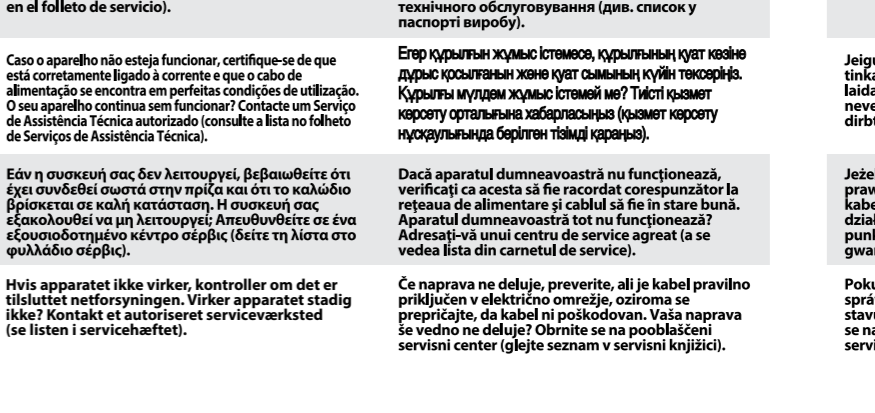 en el folleto de servicio).
Caso o aparelho não esteja funcionar, certifique-se de que
está corretamente ligado à corrente e que o cabo de
alimentação se encontra em perfeitas condições de utilização.
O seu aparelho continua sem funcionar? Contacte um Serviço
de Assistência Técnica autorizado (consulte a lista no folheto
de Serviços de Assistência Técnica).
Εάν η συσκευή σας δεν λειτουργεί, βεβαιωθείτε ότι
έχει συνδεθεί σωστά στην πρίζα και ότι το καλώδιο
βρίσκεται σε καλή κατάσταση. Η συσκευή σας
εξακολουθεί να μη λειτουργεί; Απευθυνθείτε σε ένα
εξουσιοδοτημένο κέντρο σέρβις (δείτε τη λίστα στο
φυλλάδιο σέρβις).
Hvis apparatet ikke virker, kontroller om det er
tilsluttet netforsyningen. Virker apparatet stadig
ikke? Kontakt et autoriseret serviceværksted
(se listen i servicehæftet).
технічного обслуговування (див. список у
паспорті виробу).
Егер құрылғын жұмыс істемесе, құрылғының қуат көзіне
дұрыс қосылғанын және қуат сымының күйін тексеріңіз.
Құрылғы мүлдем жұмыс істемей ме? Тиісті қызмет
көрсету орталығына хабарласыңыз (қызмет көрсету
нұсқаулығында берілген тізімді қараңыз).
Dacă aparatul dumneavoastră nu funcţionează,
verificaţi ca acesta să fie racordat corespunzător la
reţeaua de alimentare şi cablul să fie în stare bună.
Aparatul dumneavoastră tot nu funcţionează?
Adresaţi-vă unui centru de service agreat (a se
vedea lista din carnetul de service).
Če naprava ne deluje, preverite, ali je kabel pravilno
priključen v električno omrežje, oziroma se
prepričajte, da kabel ni poškodovan. Vaša naprava
še vedno ne deluje? Obrnite se na pooblaščeni
servisni center (glejte seznam v servisni knjižici).